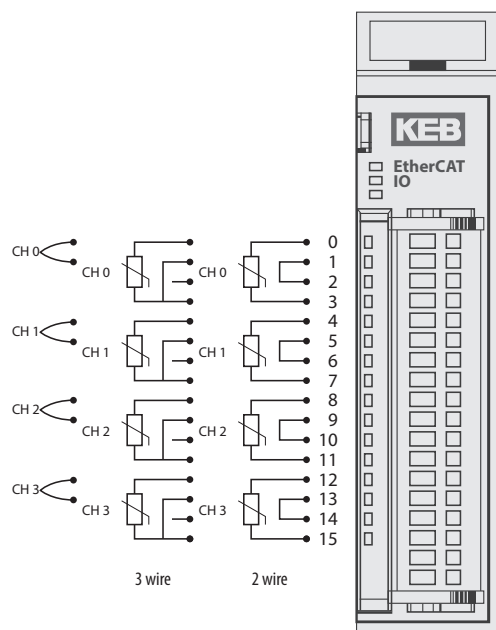 KEB
EtherCAT
IO
CH 0 CH 0 CH 0 0
1
2
3
CH 1 CH 1 CH 1 4
5
6
7
CH 2 CH 2 CH 2 8
9
10
11
CH 3 CH 3 CH 3 12
13
14
15
3 wire 2 wire